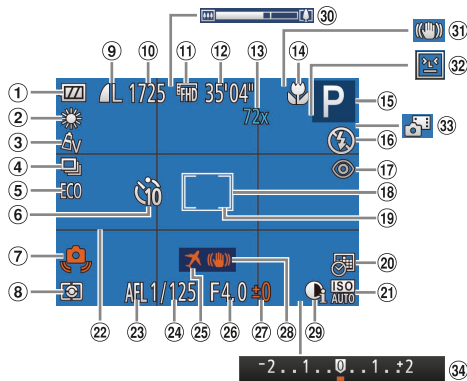 30
9 10 11 12 13 14 31
L 1725 FHD 35'04" P 32
72x
1 15
2 33
3 Av 16
4 17
5 ECO 18
6 10 19
7 20
8 ISO AUTO 21
AFL 1/125 F4.0 ±0 i
22 23 24 25 26 27 28 29
-2..1..0..1..+2 34